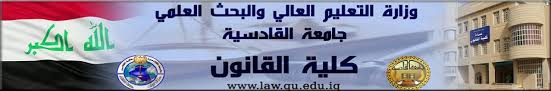 الله اكبر
وزارة التعليم العالي والبحث العلمي
جامعة القادسية
كلية القانون
www.law.qu.edu.iq